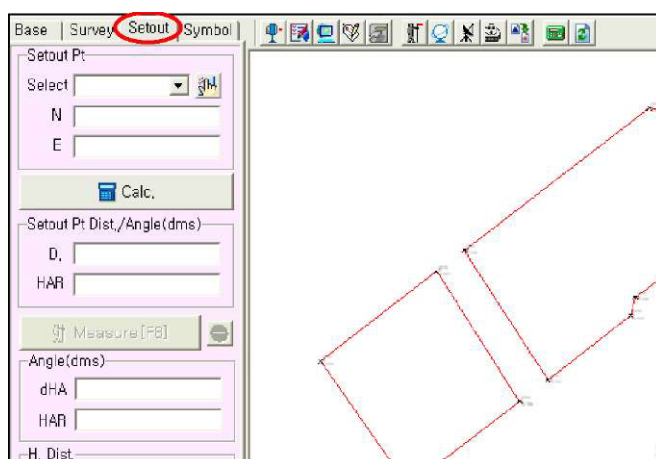 Base Survey Setout Symbol
Setout Pt
Select
N
E
Calc.
Setout Pt Dist./Angle(dms)
D.
HAR
Measure[F8]
Angle(dms)
dHA
HAR
H. Dist.